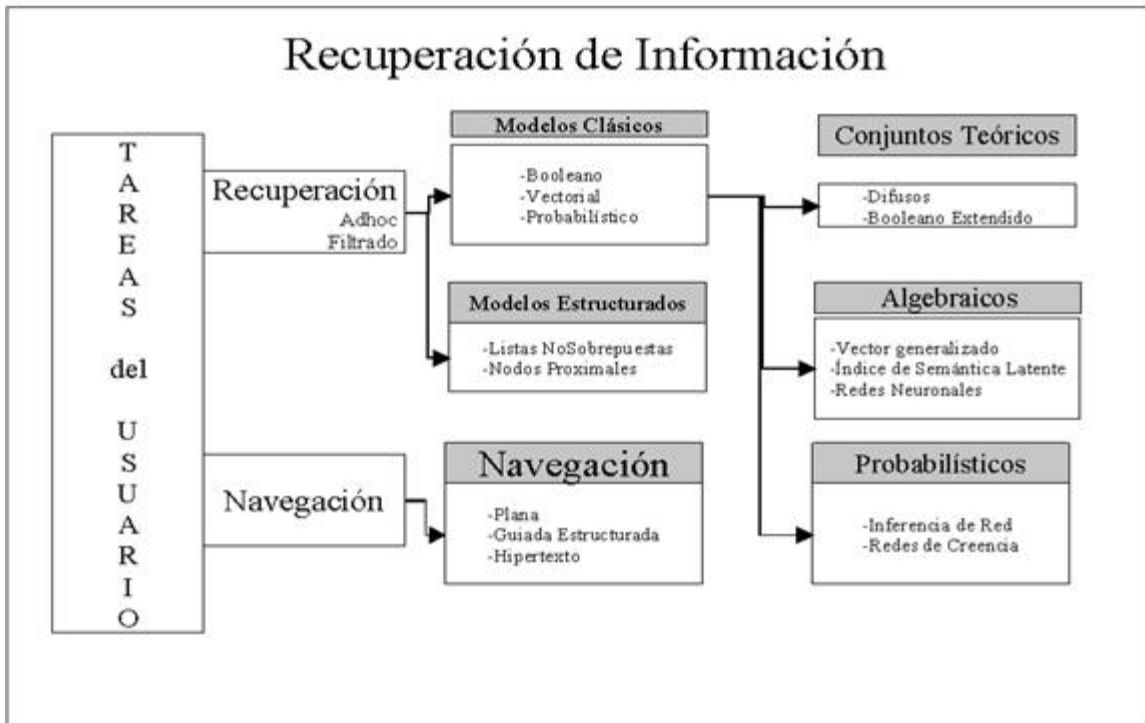 Recuperación de Información
TAREAS
del
USUARIO
Recuperación
Adhoc
Filtrado
Navegación
Modelos Clásicos
-Booleano
-Vectorial
-Probabilístico
Modelos Estructurados
-Listas NoSobrepuestas
-Nodos Proximales
Navegación
-Plana
-Guiada Estructurada
-Hipertexto
Conjuntos Teóricos
-Difusos
-Booleano Extendido
Algebraicos
-Vector generalizado
-Índice de Semántica Latente
-Redes Neuronales
Probabilísticos
-Inferencia de Red
-Redes de Creencia